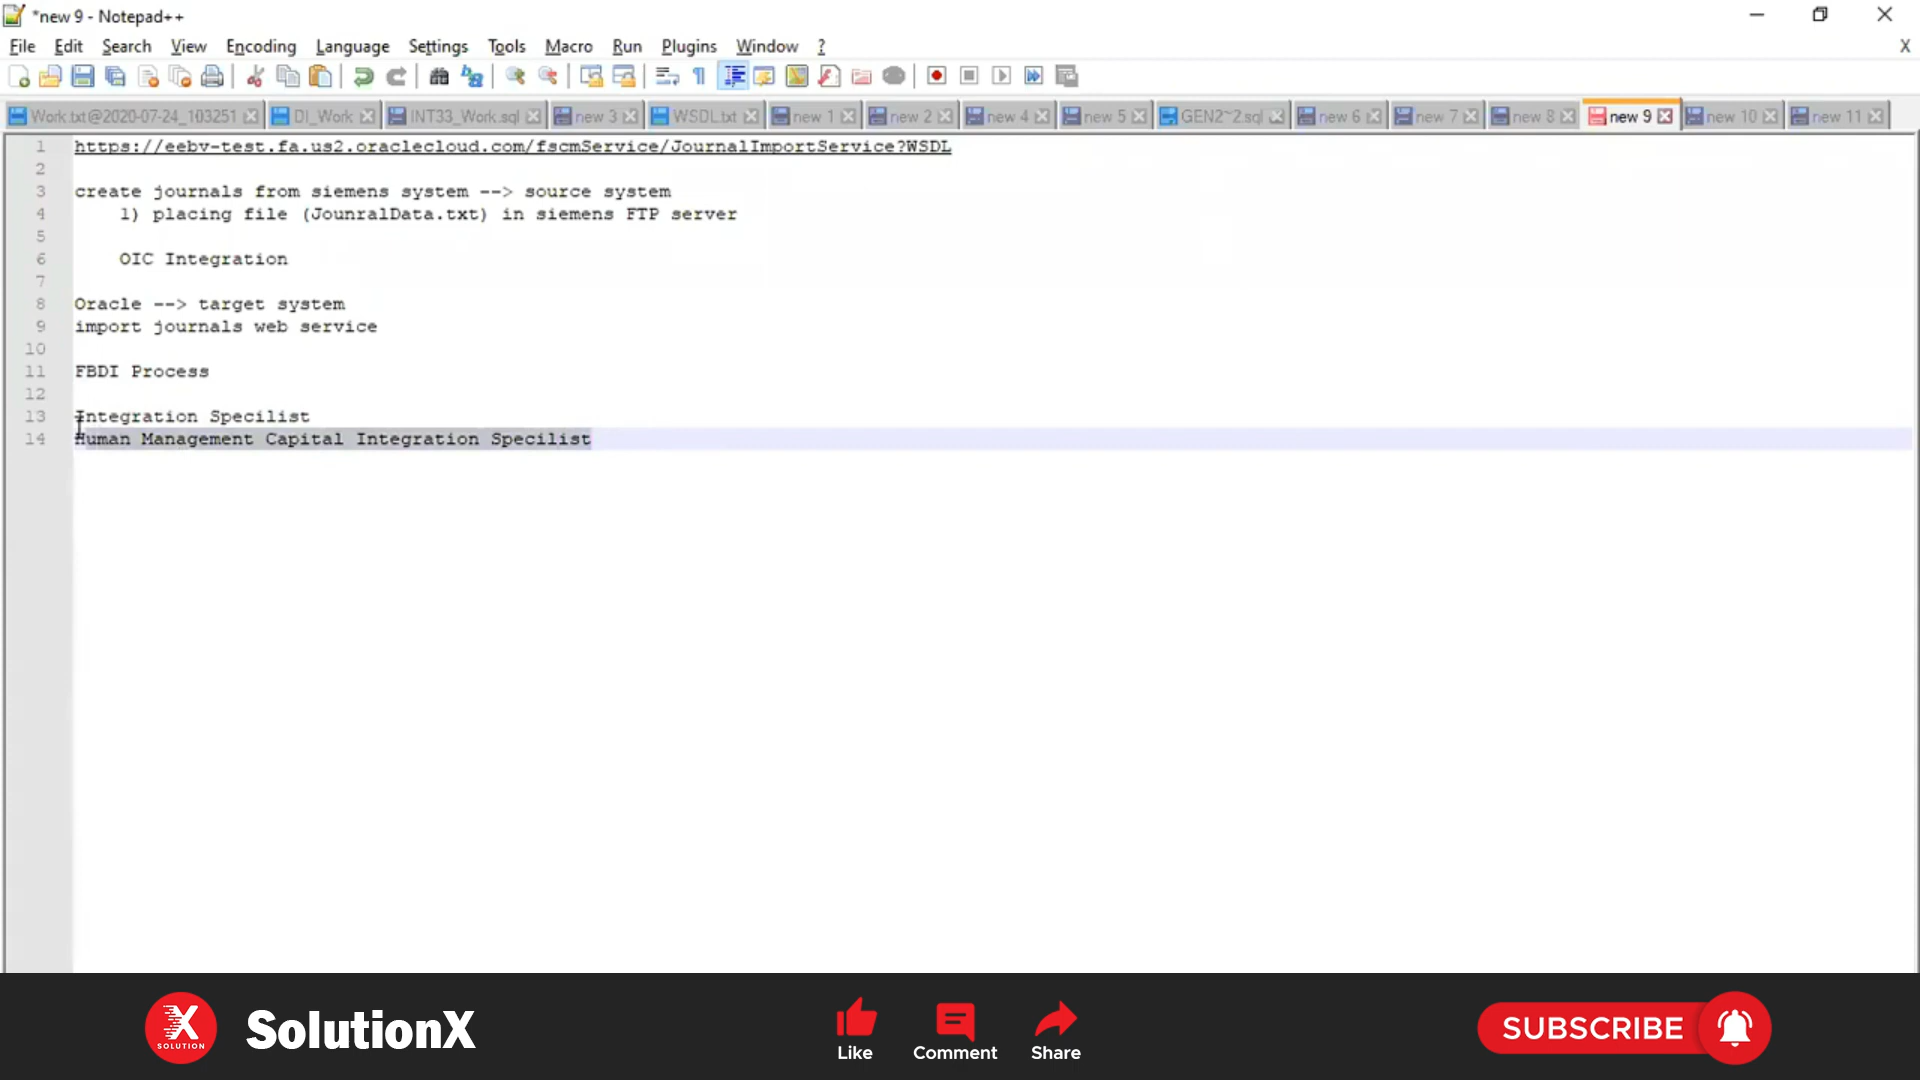 *new 9 - Notepad++
File Edit Search View Encoding Language Settings Tools Macro Run Plugins Window ? X
Work.txt@2020-07-24_103251 DI_Work INT33_Work.sql new 3 WSDL.txt new 1 new 2 new 4 new 5 GEN2~2.sql new 6 new 7 new 8 new 9 new 10 new 11
1 https://eebv-test.fa.us2.oraclecloud.com/fscmService/JournalImportService?WSDL
2
3 create journals from siemens system --> source system
4 1) placing file (JounralData.txt) in siemens FTP server
5
6 OIC Integration
7
8 Oracle --> target system
9 import journals web service
10
11 FBDI Process
12
13 Integration Specilist
14 Human Management Capital Integration Specilist
X SOLUTION
SolutionX
Like Comment Share
SUBSCRIBE